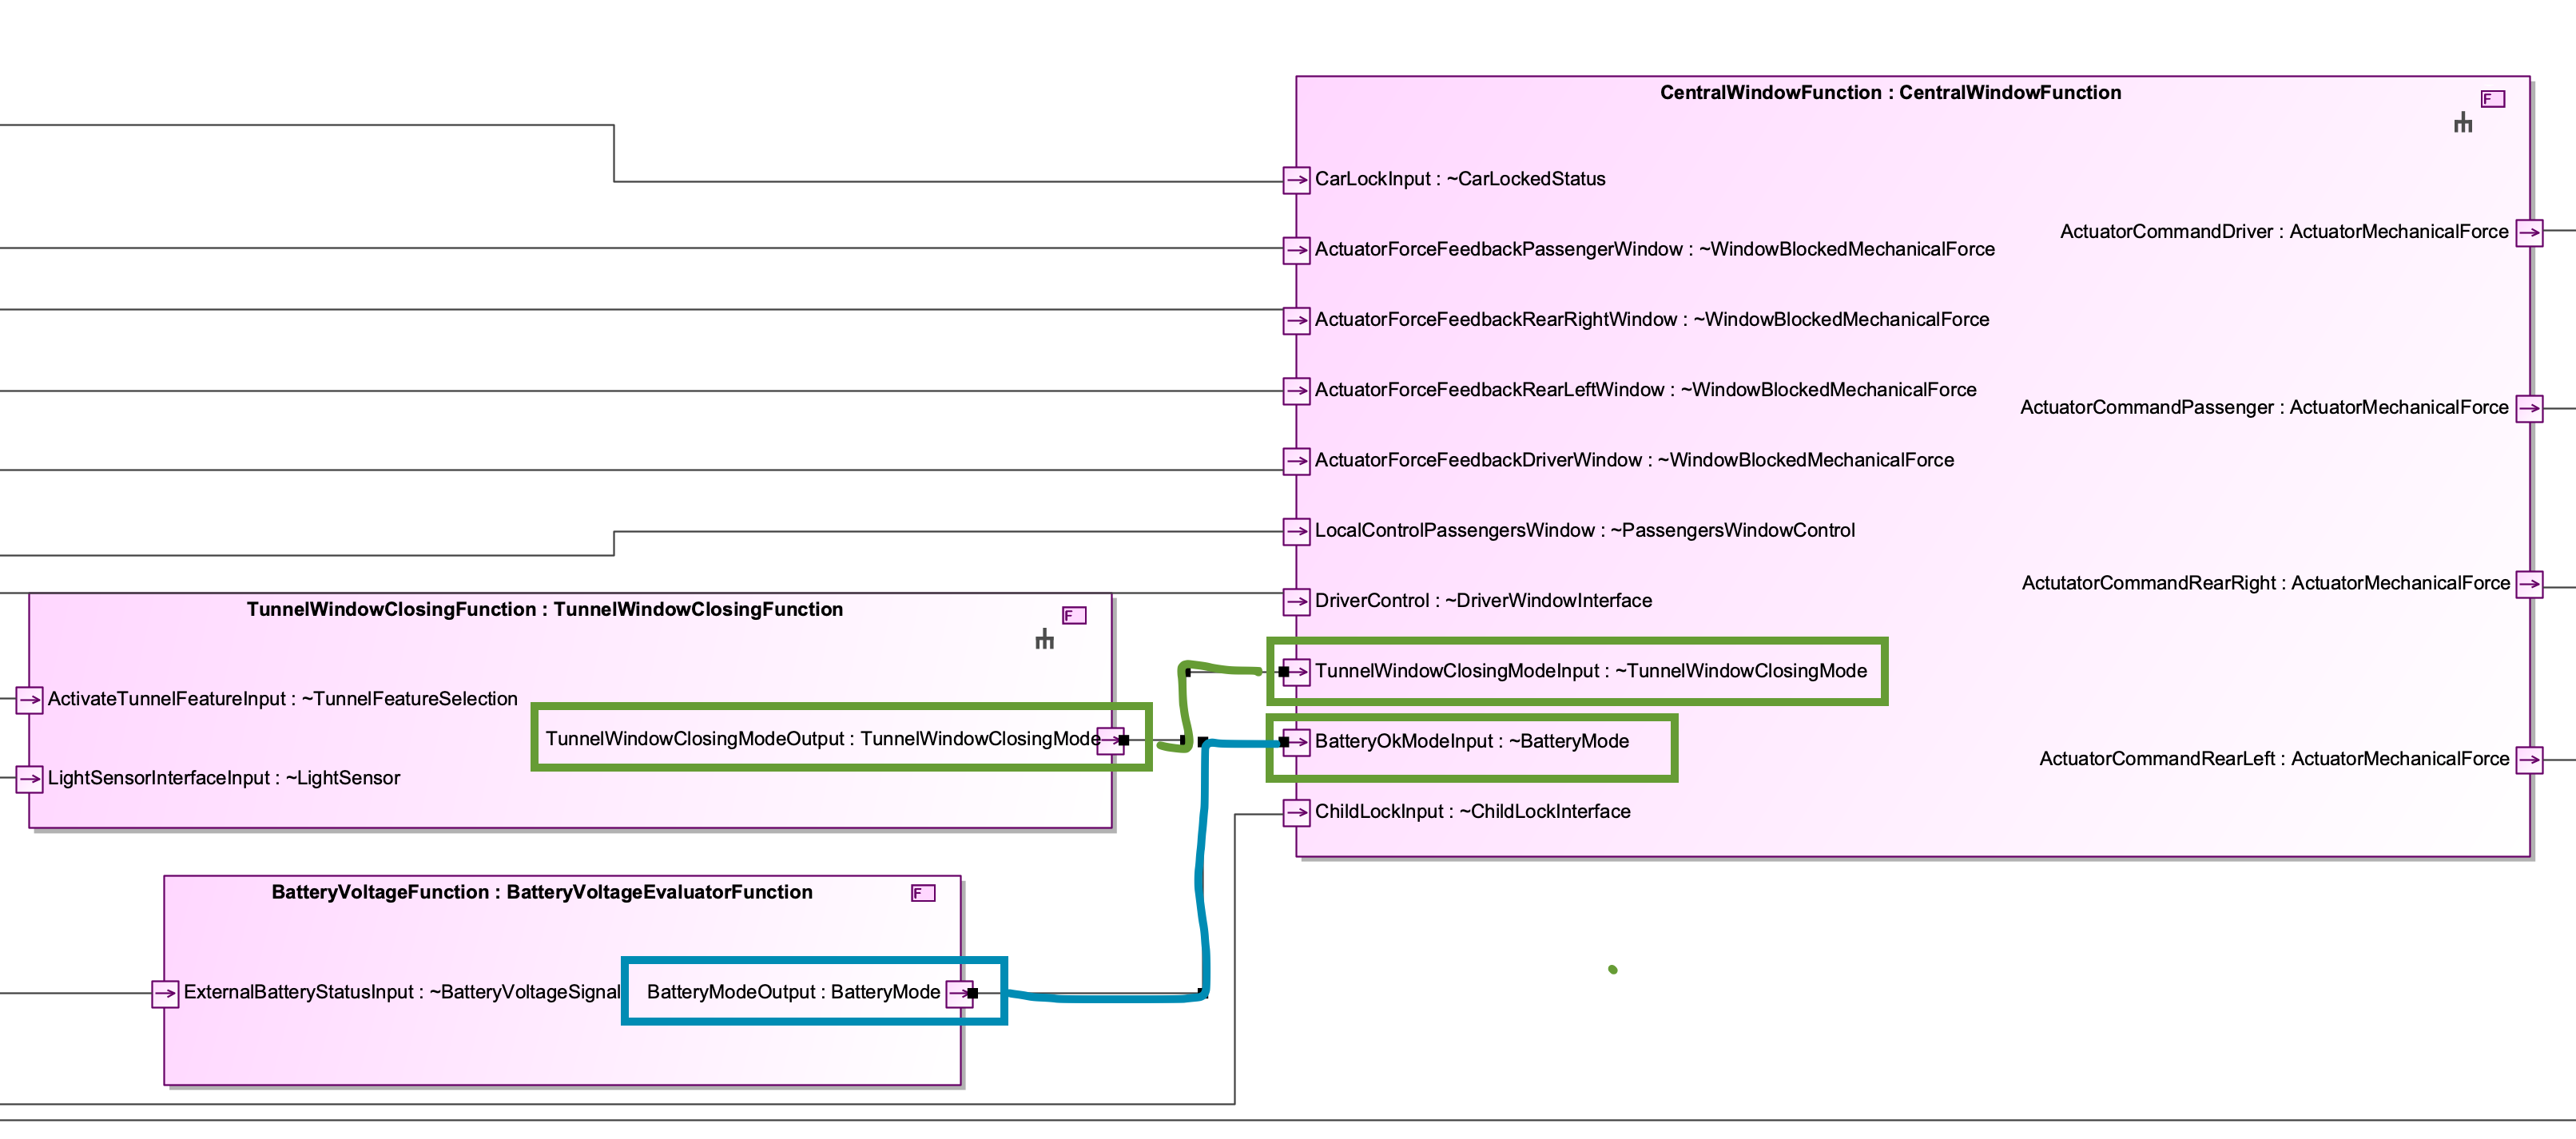 CentralWindowFunction : CentralWindowFunction
F
CarLockInput : ~CarLockedStatus
ActuatorForceFeedbackPassengerWindow : ~WindowBlockedMechanicalForce
ActuatorForceFeedbackRearRightWindow : ~WindowBlockedMechanicalForce
ActuatorForceFeedbackRearLeftWindow : ~WindowBlockedMechanicalForce
ActuatorForceFeedbackDriverWindow : ~WindowBlockedMechanicalForce
LocalControlPassengersWindow : ~PassengersWindowControl
DriverControl : ~DriverWindowInterface
TunnelWindowClosingModeInput : ~TunnelWindowClosingMode
BatteryOkModeInput : ~BatteryMode
ChildLockInput : ~ChildLockInterface
ActuatorCommandDriver : ActuatorMechanicalForce
ActuatorCommandPassenger : ActuatorMechanicalForce
ActutatorCommandRearRight : ActuatorMechanicalForce
ActuatorCommandRearLeft : ActuatorMechanicalForce
TunnelWindowClosingFunction : TunnelWindowClosingFunction
F
ActivateTunnelFeatureInput : ~TunnelFeatureSelection
TunnelWindowClosingModeOutput : TunnelWindowClosingMode
LightSensorInterfaceInput : ~LightSensor
BatteryVoltageFunction : BatteryVoltageEvaluatorFunction
F
ExternalBatteryStatusInput : ~BatteryVoltageSignal
BatteryModeOutput : BatteryMode